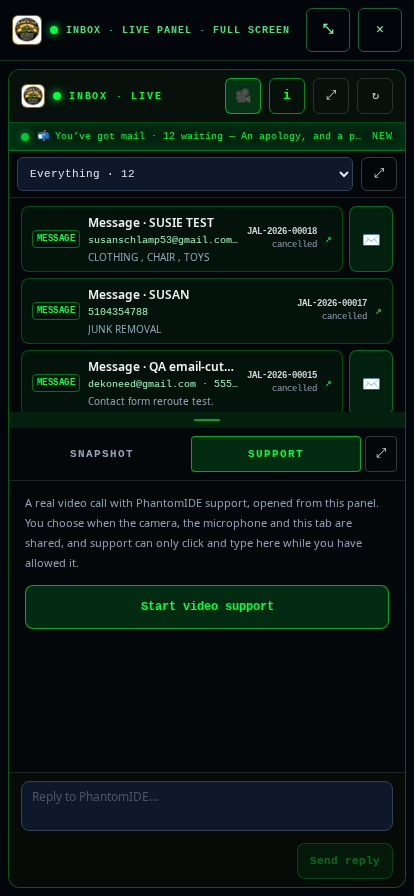 INBOX · LIVE PANEL · FULL SCREEN
INBOX · LIVE
You've got mail · 12 waiting — An apology, and a p… NEW
Everything · 12
MESSAGE
Message · SUSIE TEST
susanschlamp53@gmail.com…
CLOTHING , CHAIR , TOYS
JAL-2026-00018
cancelled
MESSAGE
Message · SUSAN
5104354788
JUNK REMOVAL
JAL-2026-00017
cancelled
MESSAGE
Message · QA email-cut…
dekoneed@gmail.com · 555…
Contact form reroute test.
JAL-2026-00015
cancelled
SNAPSHOT
SUPPORT
A real video call with PhantomIDE support, opened from this panel.
You choose when the camera, the microphone and this tab are
shared, and support can only click and type here while you have
allowed it.
Start video support
Reply to PhantomIDE…
Send reply